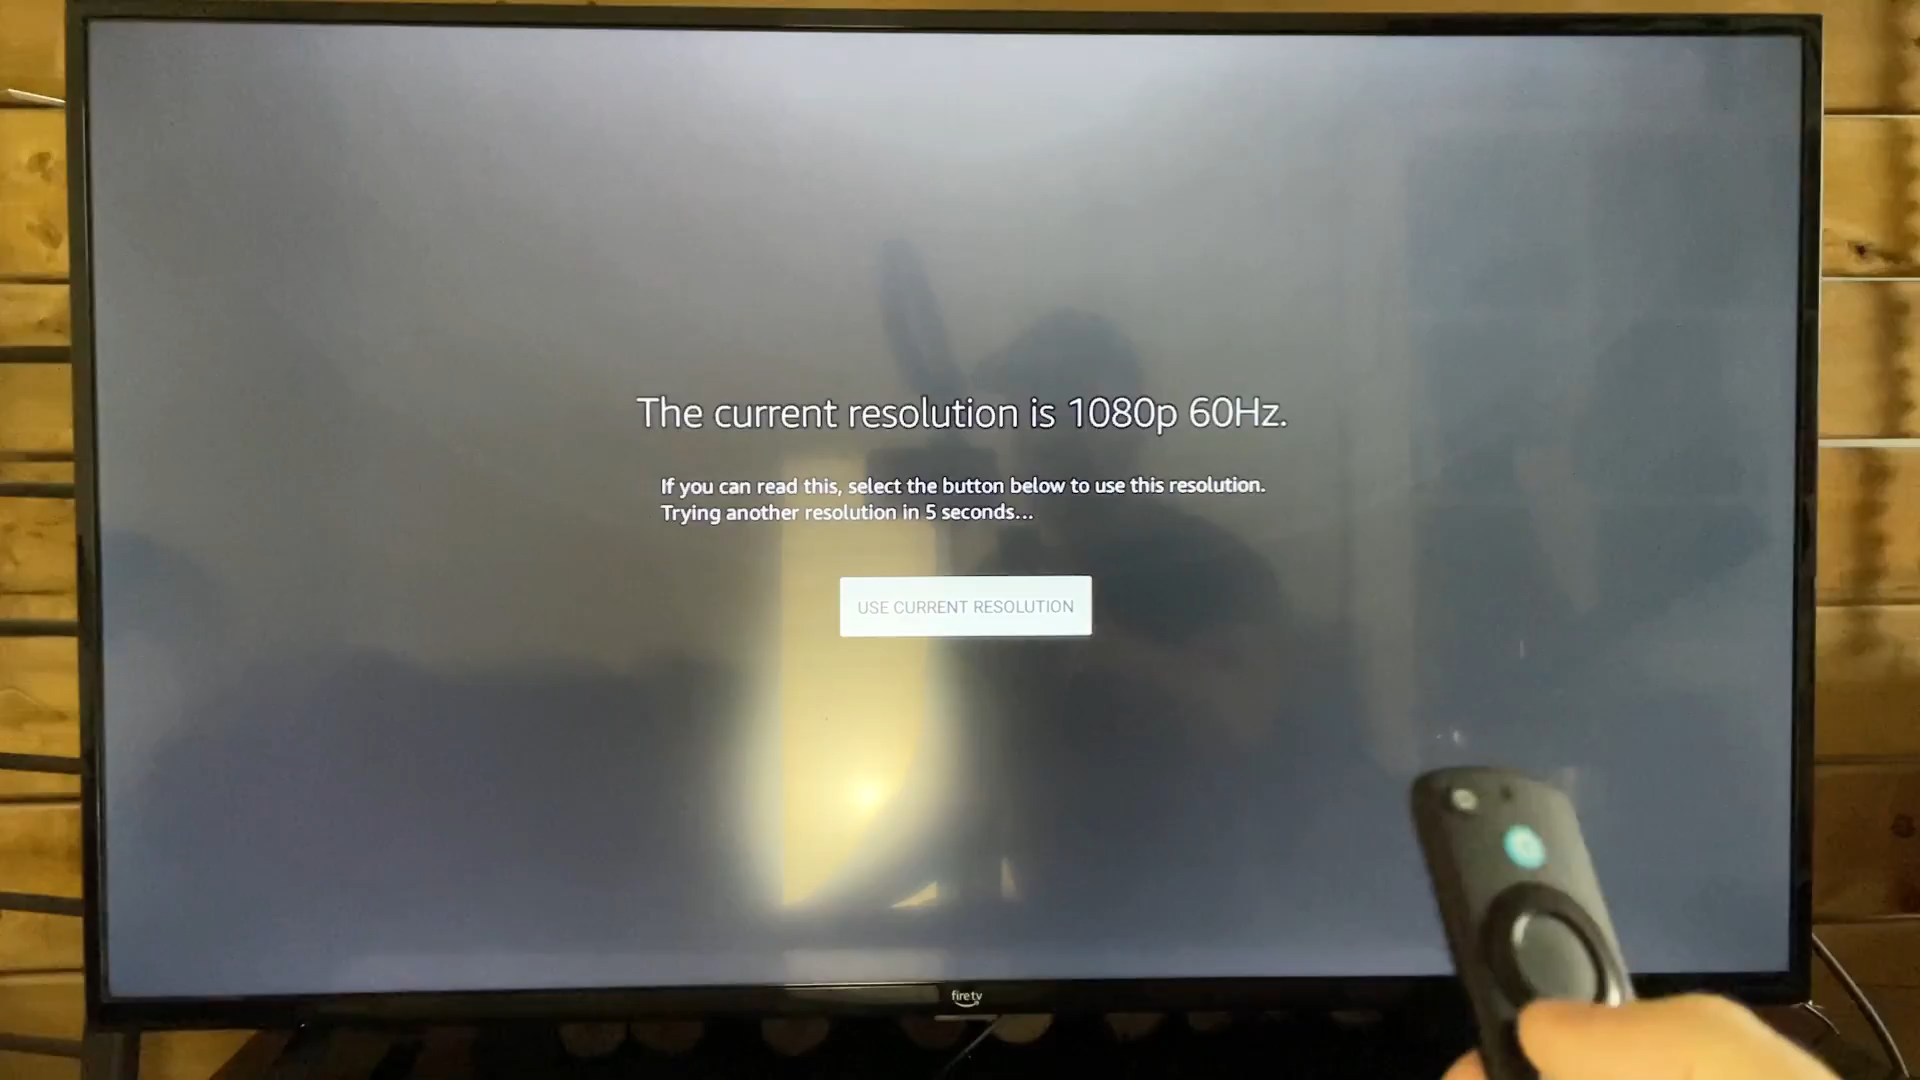 The current resolution is 1080p 60Hz.
If you can read this, select the button below to use this resolution.
Trying another resolution in 5 seconds...
USE CURRENT RESOLUTION
fire tv